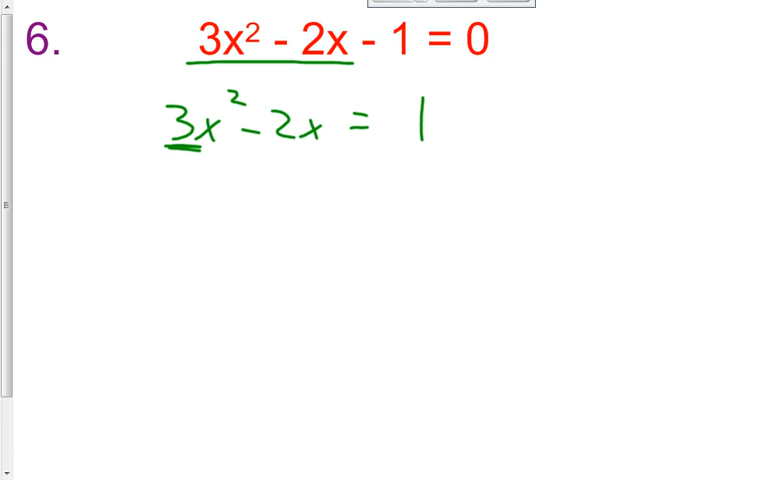 6. 3x² - 2x - 1 = 0
3x² - 2x = 1